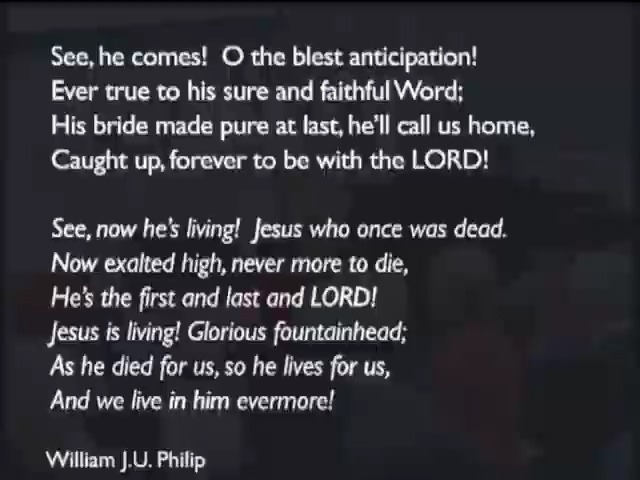 See, he comes! O the blest anticipation!
Ever true to his sure and faithful Word;
His bride made pure at last, he'll call us home,
Caught up, forever to be with the LORD!
See, now he's living! Jesus who once was dead.
Now exalted high, never more to die,
He's the first and last and LORD!
Jesus is living! Glorious fountainhead;
As he died for us, so he lives for us,
And we live in him evermore!
William J.U. Philip